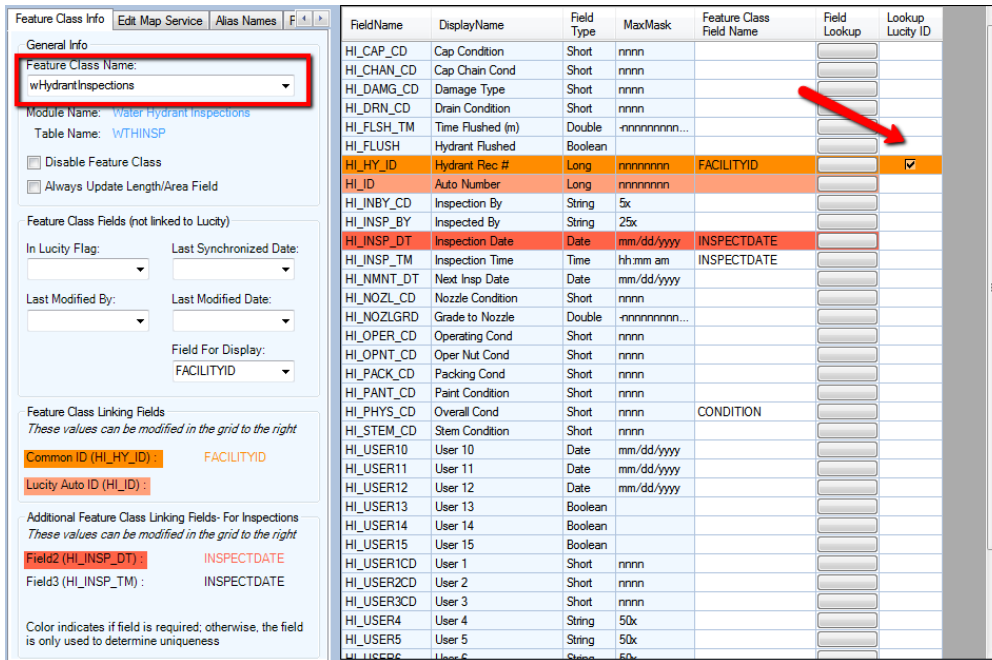 Feature Class Info Edit Map Service Alias Names F
General Info
Feature Class Name:
wHydrantInspections
Module Name: Water Hydrant Inspections
Table Name: WTHINSP
Disable Feature Class
Always Update Length/Area Field
Feature Class Fields (not linked to Lucity)
In Lucity Flag: Last Synchronized Date:
Last Modified By: Last Modified Date:
Field For Display:
FACILITYID
Feature Class Linking Fields
These values can be modified in the grid to the right
Common ID (HI_HY_ID) : FACILITYID
Lucity Auto ID (HI_ID) :
Additional Feature Class Linking Fields- For Inspections
These values can be modified in the grid to the right
Field2 (HI_INSP_DT) : INSPECTDATE
Field3 (HI_INSP_TM) : INSPECTDATE
Color indicates if field is required; otherwise, the field
is only used to determine uniqueness
FieldName DisplayName Field Type MaxMask Feature Class Field Name Field Lookup Lookup Lucity ID
HI_CAP_CD Cap Condition Short nnnn
HI_CHAN_CD Cap Chain Cond Short nnnn
HI_DAMG_CD Damage Type Short nnnn
HI_DRN_CD Drain Condition Short nnnn
HI_FLSH_TM Time Flushed (m) Double -nnnnnnnnn...
HI_FLUSH Hydrant Flushed Boolean
HI_HY_ID Hydrant Rec # Long nnnnnnnn FACILITYID
HI_ID Auto Number Long nnnnnnnn
HI_INBY_CD Inspection By String 5x
HI_INSP_BY Inspected By String 25x
HI_INSP_DT Inspection Date Date mm/dd/yyyy INSPECTDATE
HI_INSP_TM Inspection Time Time hh:mm am INSPECTDATE
HI_NMNT_DT Next Insp Date Date mm/dd/yyyy
HI_NOZL_CD Nozzle Condition Short nnnn
HI_NOZLGRD Grade to Nozzle Double -nnnnnnnnn...
HI_OPER_CD Operating Cond Short nnnn
HI_OPNT_CD Oper Nut Cond Short nnnn
HI_PACK_CD Packing Cond Short nnnn
HI_PANT_CD Paint Condition Short nnnn
HI_PHYS_CD Overall Cond Short nnnn CONDITION
HI_STEM_CD Stem Condition Short nnnn
HI_USER10 User 10 Date mm/dd/yyyy
HI_USER11 User 11 Date mm/dd/yyyy
HI_USER12 User 12 Date mm/dd/yyyy
HI_USER13 User 13 Boolean
HI_USER14 User 14 Boolean
HI_USER15 User 15 Boolean
HI_USER1CD User 1 Short nnnn
HI_USER2CD User 2 Short nnnn
HI_USER3CD User 3 Short nnnn
HI_USER4 User 4 String 50x
HI_USER5 User 5 String 50x
HI_USER6 User 6 String 50x